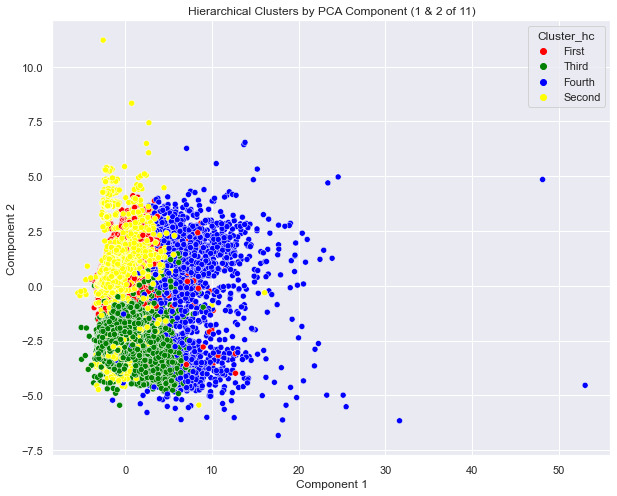 Hierarchical Clusters by PCA Component (1 & 2 of 11)
Cluster_hc
First
Third
Fourth
Second
10.0
7.5
5.0
2.5
0.0
−2.5
−5.0
−7.5
Component 2
0
10
20
30
40
50
Component 1